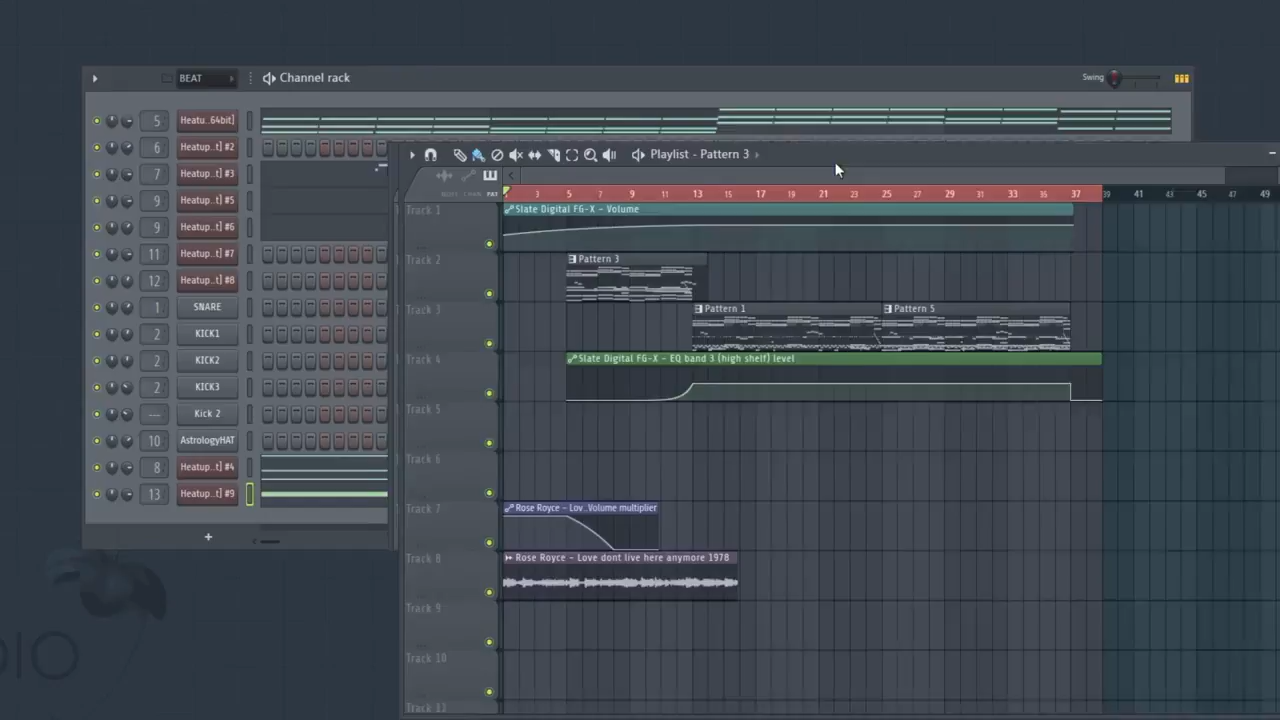 BEAT
Channel rack
Swing
5 Heatu..64bit]
6 Heatup..t] #2
7 Heatup..t] #3
9 Heatup..t] #5
9 Heatup..t] #6
11 Heatup..t] #7
12 Heatup..t] #8
1 SNARE
2 KICK1
2 KICK2
2 KICK3
--- Kick 2
10 AstrologyHAT
8 Heatup..t] #4
13 Heatup..t] #9
+
Playlist - Pattern 3
PAT
3 5 7 9 11 13 15 17 19 21 23 25 27 29 31 33 35 37 39 41 43 45 47 49
Track 1
Slate Digital FG-X - Volume
Track 2
Pattern 3
Track 3
Pattern 1
Pattern 5
Track 4
Slate Digital FG-X - EQ band 3 (high shelf) level
Track 5
Track 6
Track 7
Rose Royce - Lov..Volume multiplier
Track 8
Rose Royce - Love dont live here anymore 1978
Track 9
Track 10
Track 11
DIO